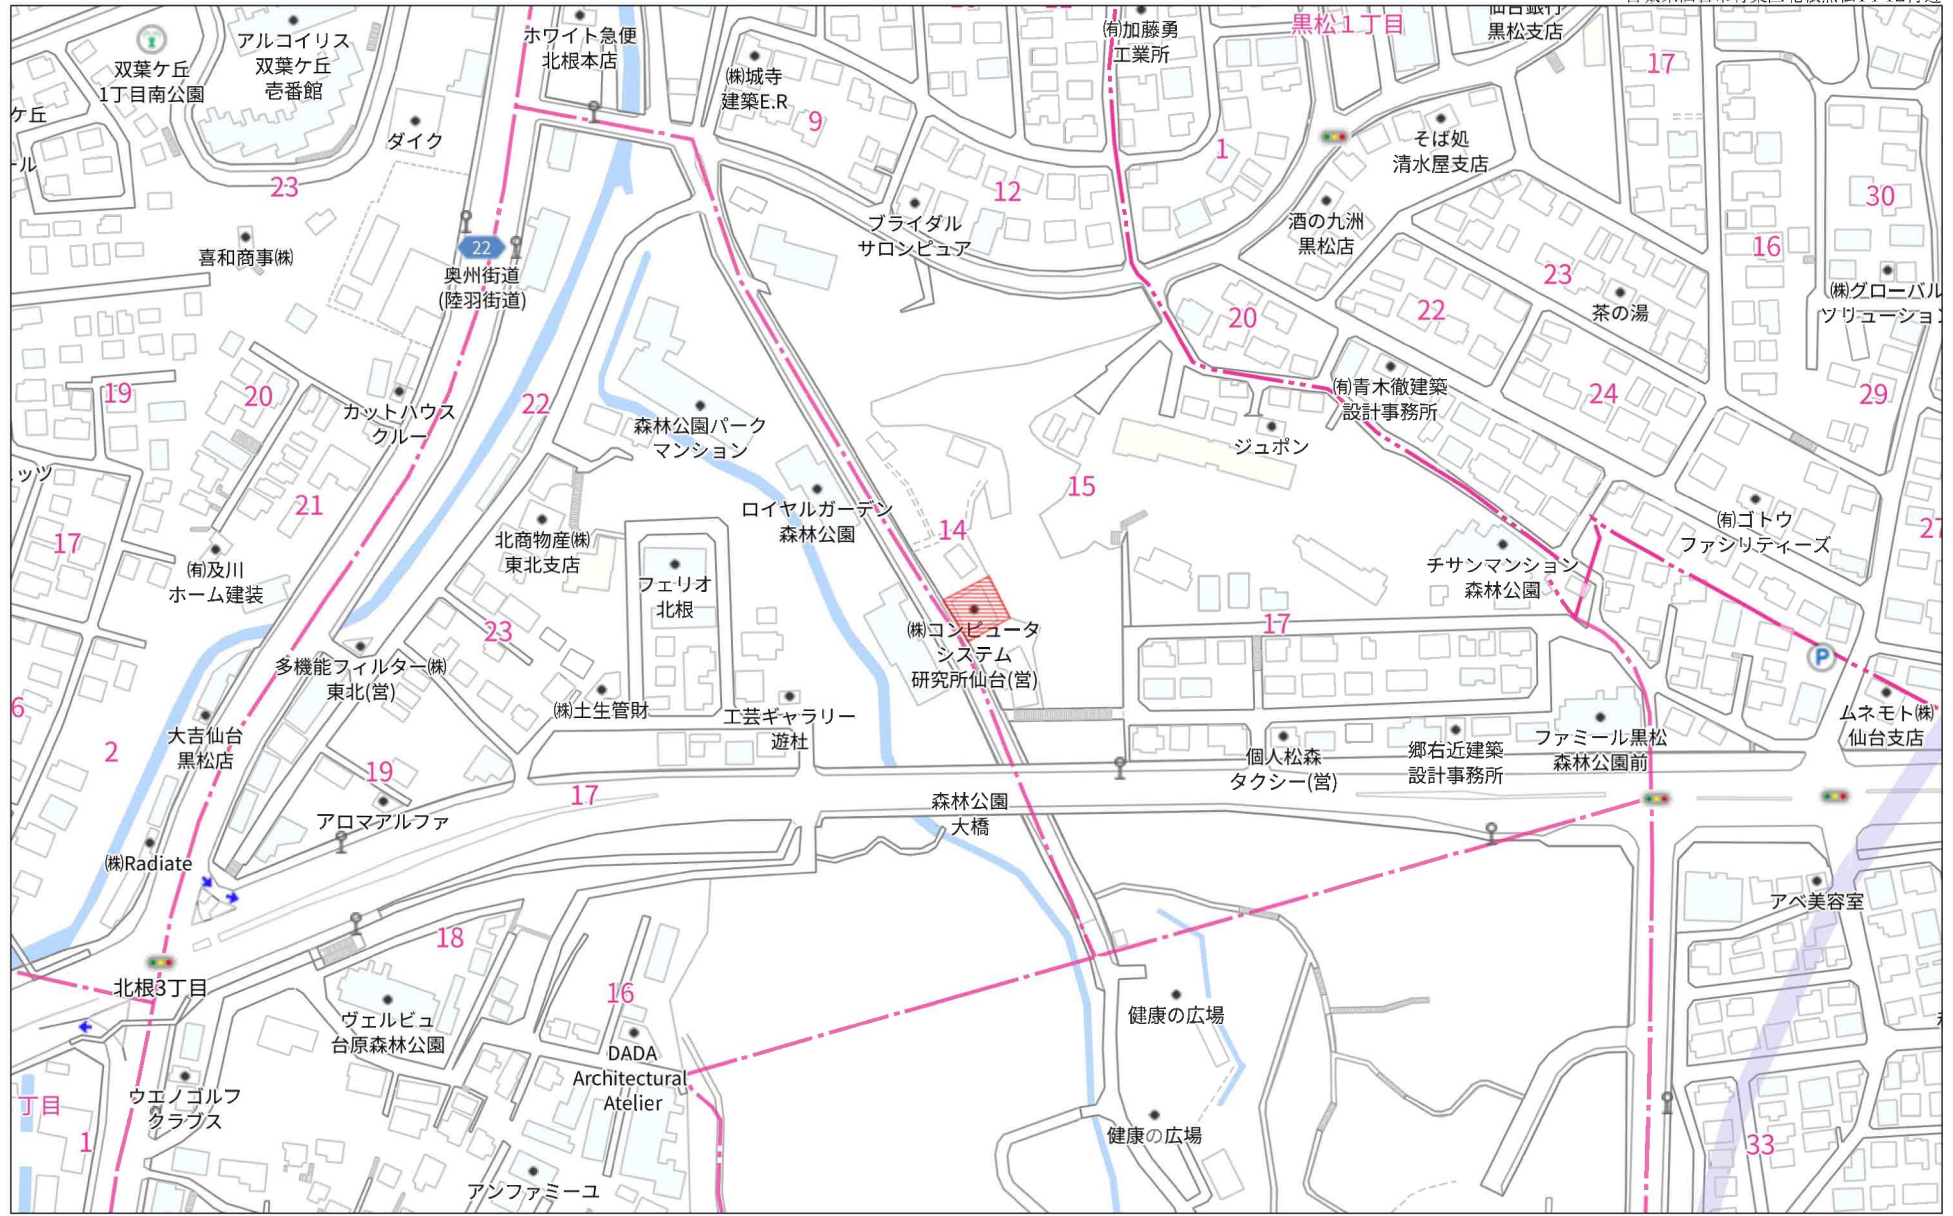 黒松1丁目
仙台銀行
黒松支店
㈲加藤勇
工業所
ホワイト急便
北根本店
アルコイリス
双葉ケ丘
壱番館
双葉ケ丘
1丁目南公園
ケ丘
ール
ダイク
㈱城寺
建築E.R
9
12
1
17
そば処
清水屋支店
30
16
23
23
酒の九洲
黒松店
ブライダル
サロンピュア
喜和商事㈱
22
奥州街道
(陸羽街道)
20
22
茶の湯
㈱グローバル
ソリューション
19
20
カットハウス
クルー
22
森林公園パーク
マンション
㈲青木徹建築
設計事務所
24
29
ジュポン
ッツ
21
15
ロイヤルガーデン
森林公園
14
北商物産㈱
東北支店
17
㈲及川
ホーム建装
フェリオ
北根
㈲ゴトウ
ファシリティーズ
27
チサンマンション
森林公園
23
㈱コンピュータ
システム
研究所仙台(営)
17
P
多機能フィルター㈱
東北(営)
6
㈱土生管財
工芸ギャラリー
遊杜
2
大吉仙台
黒松店
19
17
個人松森
タクシー(営)
郷右近建築
設計事務所
ファミール黒松
森林公園前
ムネモト㈱
仙台支店
アロマアルファ
森林公園
大橋
㈱Radiate
アベ美容室
18
北根3丁目
16
ヴェルビュ
台原森林公園
健康の広場
DADA
Architectural
Atelier
丁目
ウエノゴルフ
クラブス
1
健康の広場
33
アンファミーユ